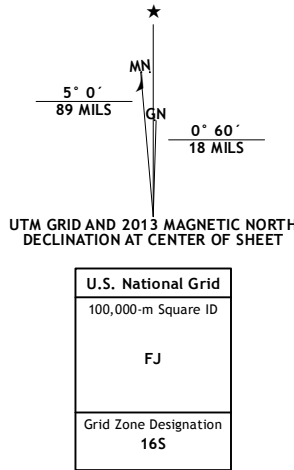 ★
MN
5° 0´
89 MILS
GN
0° 60´
18 MILS
UTM GRID AND 2013 MAGNETIC NORTH
DECLINATION AT CENTER OF SHEET
U.S. National Grid
100,000-m Square ID
FJ
Grid Zone Designation
16S